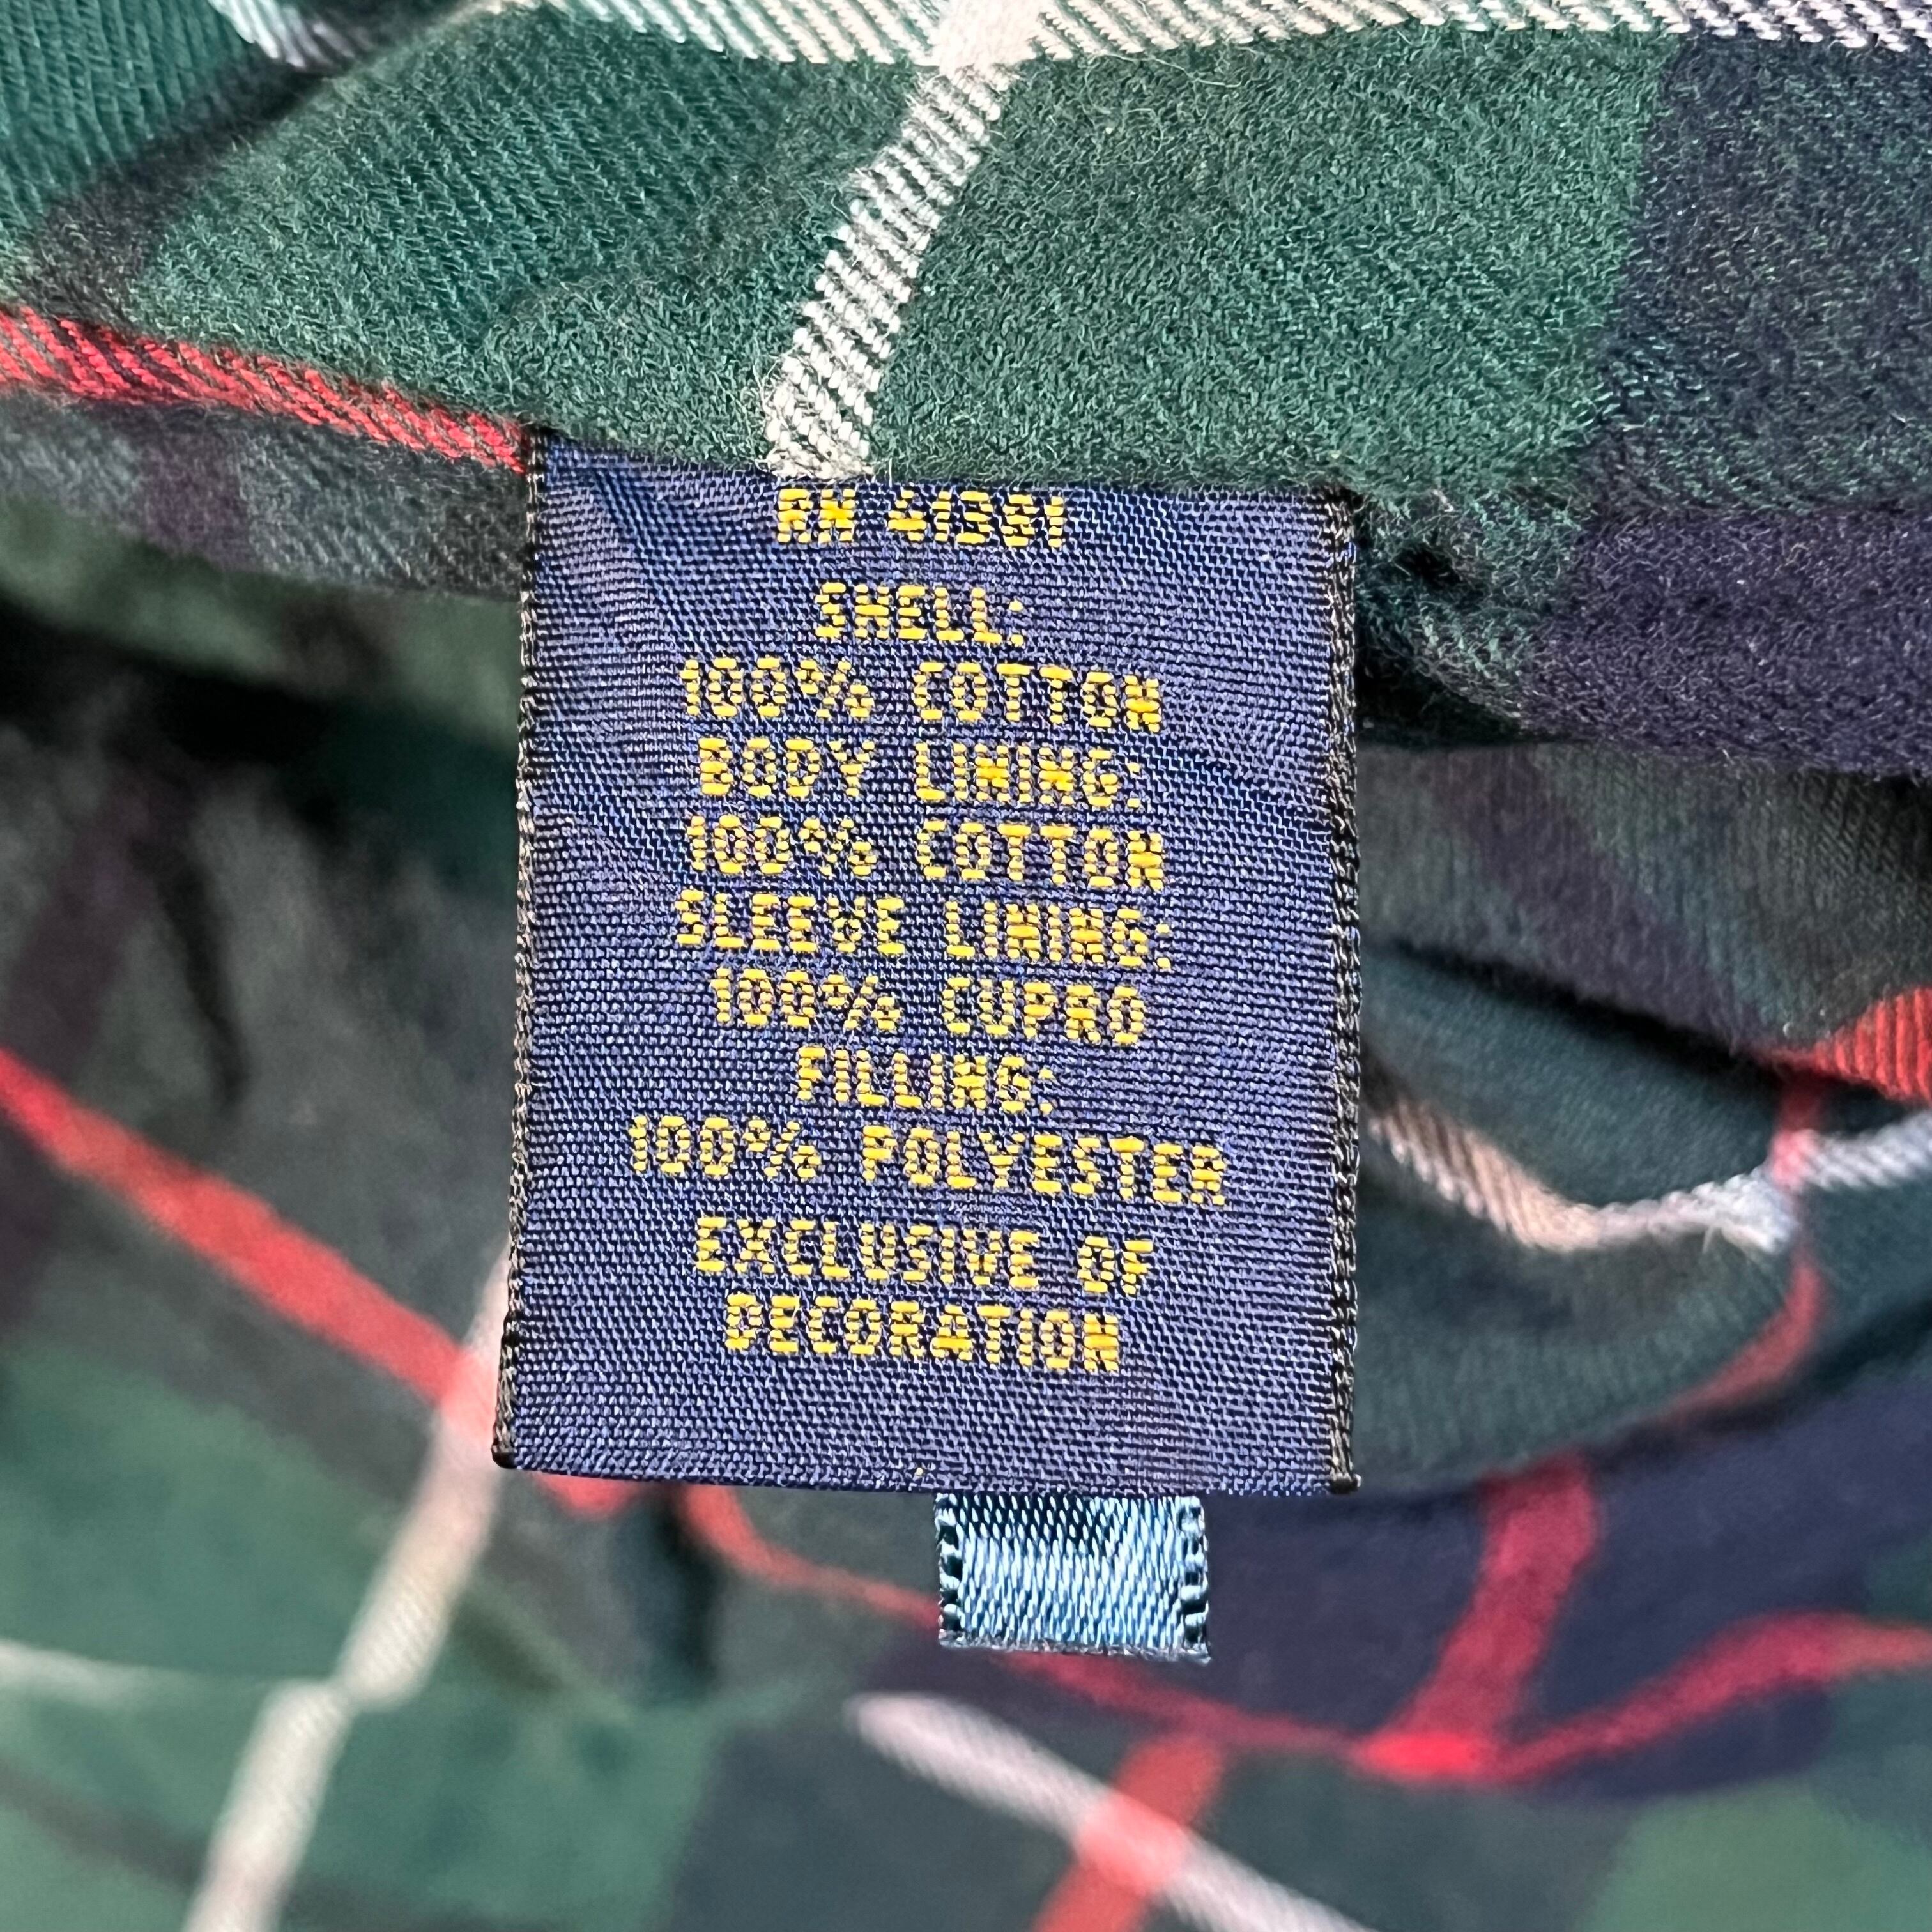 RN 41381
SHELL:
100% COTTON
BODY LINING:
100% COTTON
SLEEVE LINING:
100% CUPRO
FILLING:
100% POLYESTER
EXCLUSIVE OF
DECORATION